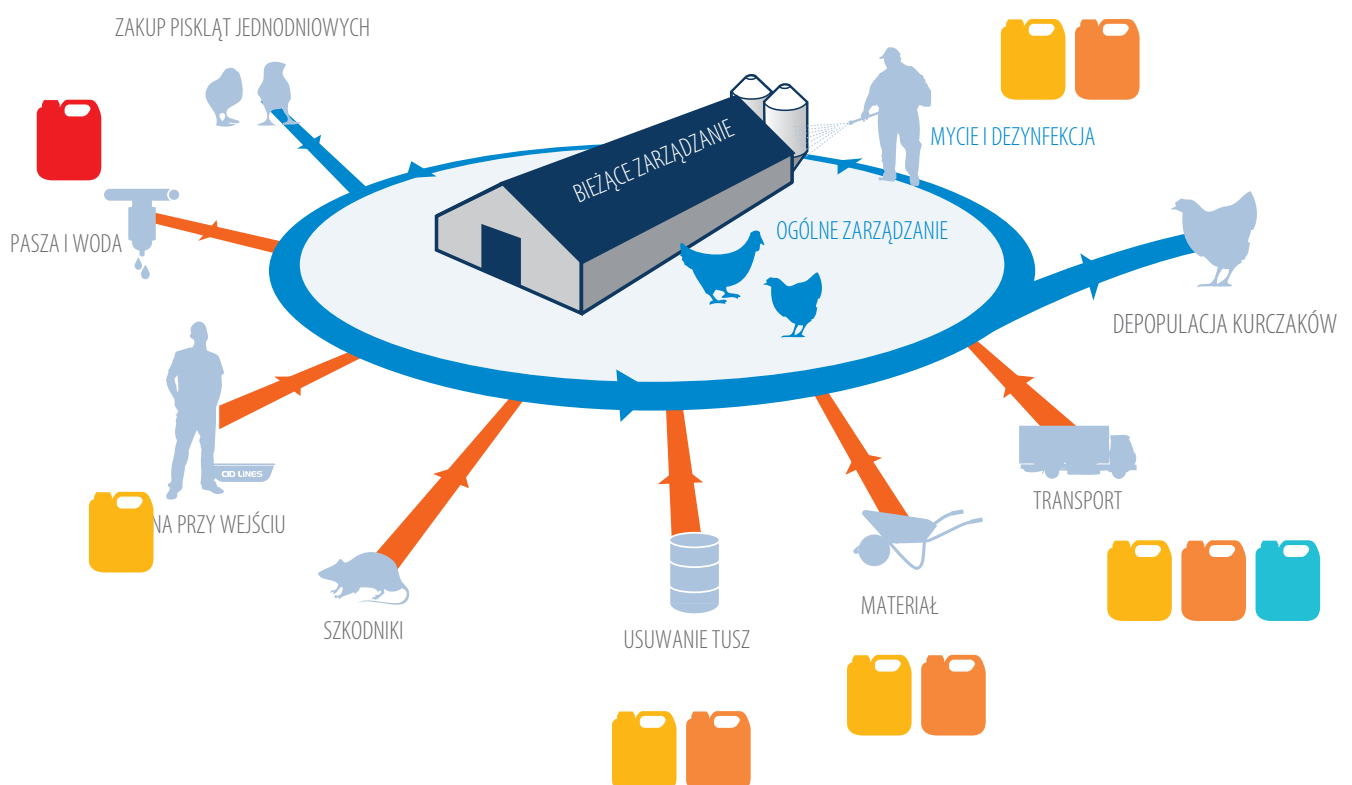 ZAKUP PISKLĄT JEDNODNIOWYCH
MYCIE I DEZYNFEKCJA
BIEŻĄCE ZARZĄDZANIE
PASZA I WODA
OGÓLNE ZARZĄDZANIE
DEPOPULACJA KURCZAKÓW
CID LINES
TRANSPORT
NA PRZY WEJŚCIU
MATERIAŁ
SZKODNIKI
USUWANIE TUSZ